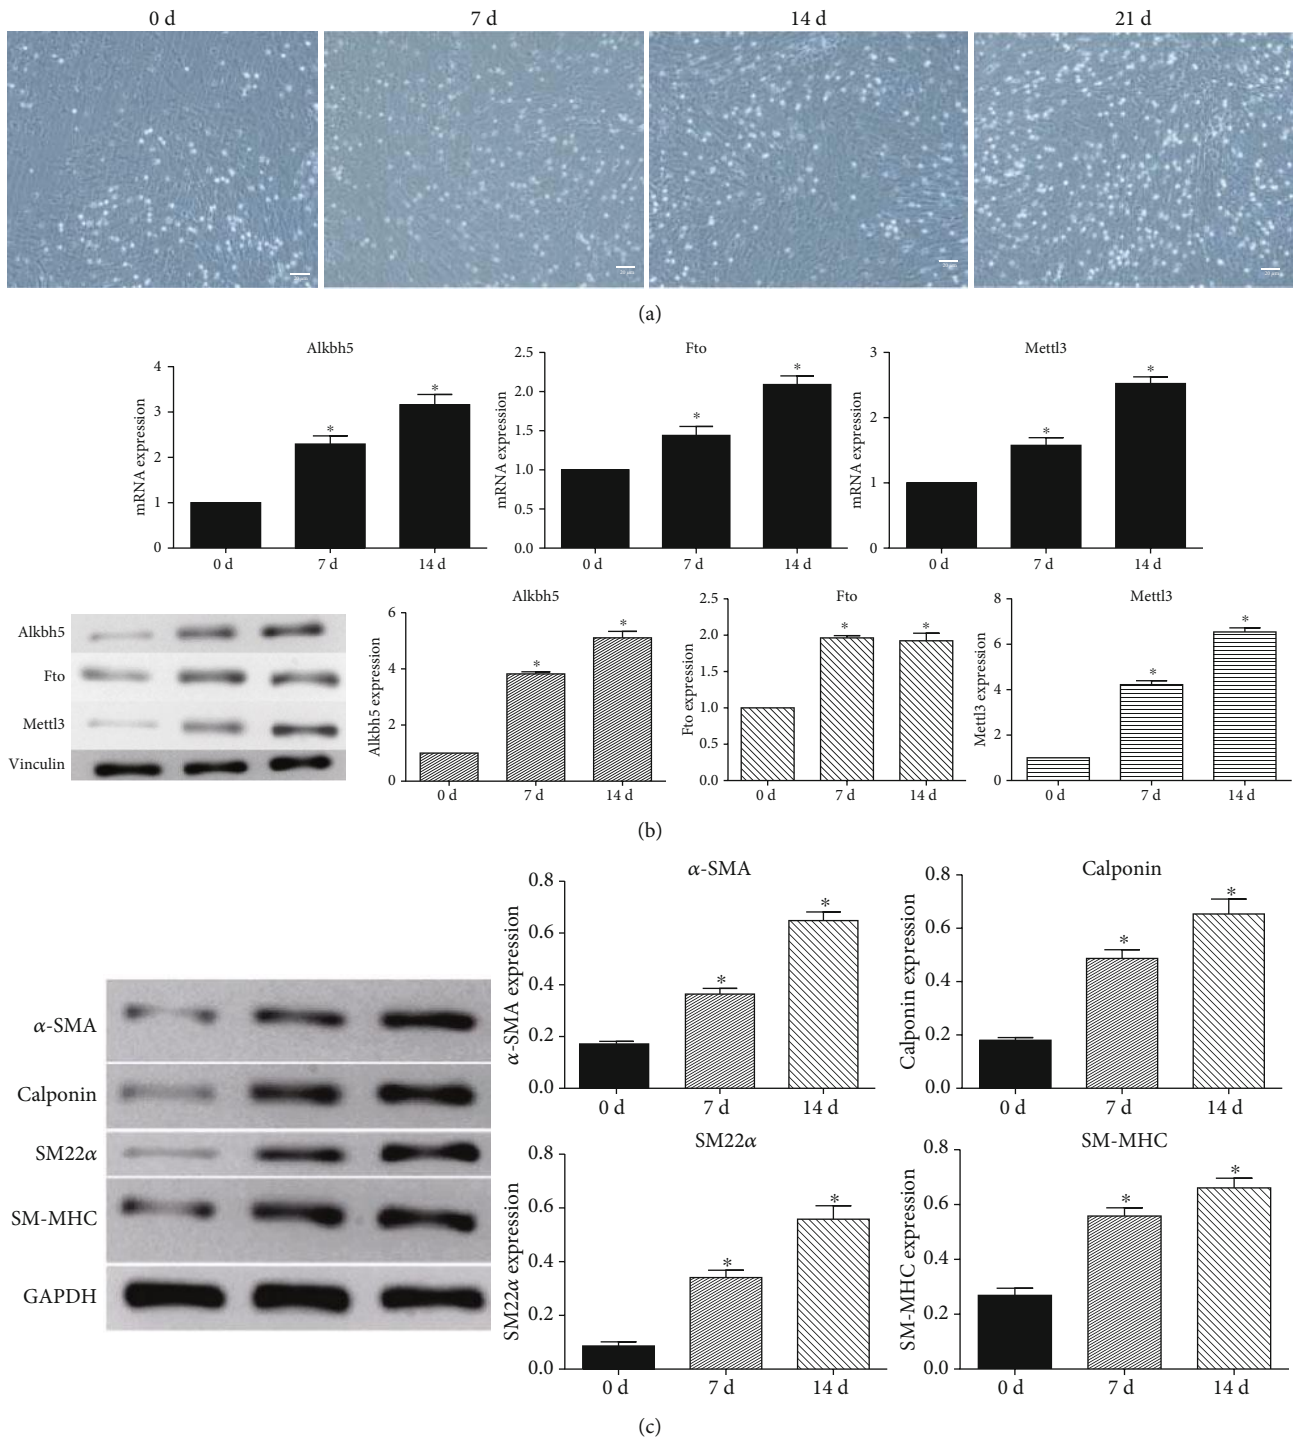 0 d 7 d 14 d 21 d
20 μm
20 μm
(a)
Alkbh5
mRNA expression
4
3
2
1
0
0 d 7 d 14 d
Fto
mRNA expression
2.5
2.0
1.5
1.0
0.5
0.0
0 d 7 d 14 d
Mettl3
mRNA expression
3
2
1
0
0 d 7 d 14 d
* * * * * *
Alkbh5
Fto
Mettl3
Vinculin
Alkbh5
Alkbh5 expression
6
4
2
0
0 d 7 d 14 d
Fto
Fto expression
2.5
2.0
1.5
1.0
0.5
0.0
0 d 7 d 14 d
Mettl3
Mettl3 expression
8
6
4
2
0
0 d 7 d 14 d
* * * * * *
(b)
α-SMA
Calponin
SM22α
SM-MHC
GAPDH
α-SMA
α-SMA expression
0.8
0.6
0.4
0.2
0.0
0 d 7 d 14 d
* *
Calponin
Calponin expression
0.8
0.6
0.4
0.2
0.0
0 d 7 d 14 d
* *
SM22α
SM22α expression
0.8
0.6
0.4
0.2
0.0
0 d 7 d 14 d
* *
SM-MHC
SM-MHC expression
0.8
0.6
0.4
0.2
0.0
0 d 7 d 14 d
* *
(c)